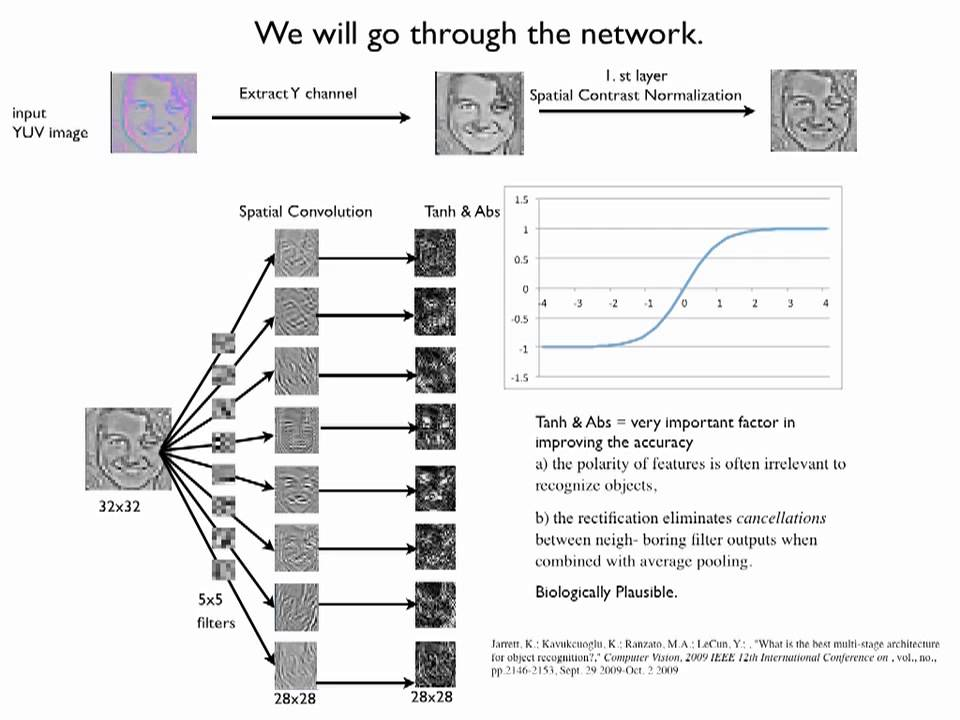 We will go through the network.
input
YUV image
Extract Y channel
1. st layer
Spatial Contrast Normalization
Spatial Convolution
Tanh & Abs
1.5
1
0.5
0
-0.5
-1
-1.5
-4 -3 -2 -1 0 1 2 3 4
32x32
5x5
filters
28x28
28x28
Tanh & Abs = very important factor in
improving the accuracy
a) the polarity of features is often irrelevant to
recognize objects,
b) the rectification eliminates cancellations
between neigh- boring filter outputs when
combined with average pooling.
Biologically Plausible.
Jarrett, K.; Kavukcuoglu, K.; Ranzato, M.A.; LeCun, Y.; , "What is the best multi-stage architecture
for object recognition?," Computer Vision, 2009 IEEE 12th International Conference on , vol., no.,
pp.2146-2153, Sept. 29 2009-Oct. 2 2009